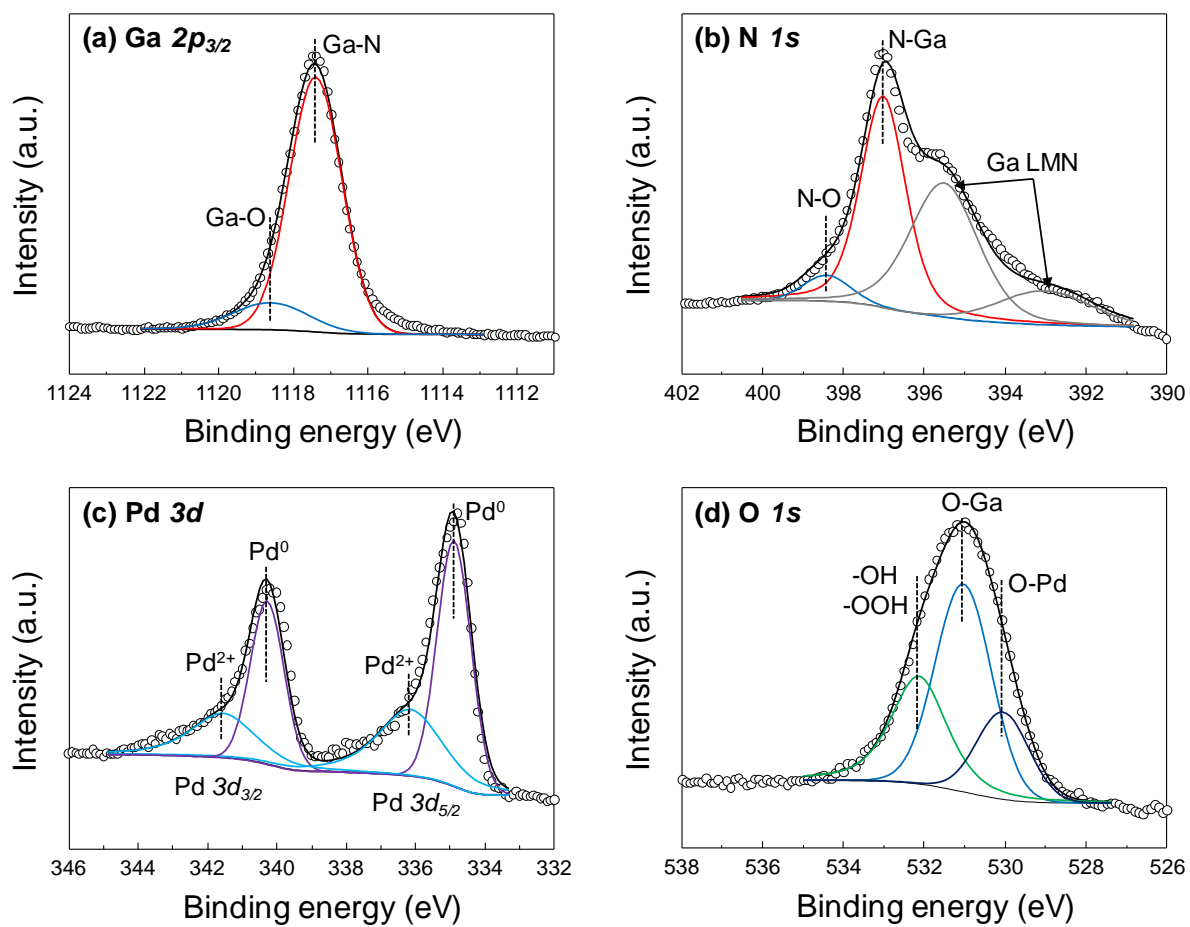 (a) Ga 2p3/2
Ga-N
Ga-O
Intensity (a.u.)
1124 1122 1120 1118 1116 1114 1112
Binding energy (eV)
(b) N 1s
N-Ga
Ga LMN
N-O
Intensity (a.u.)
402 400 398 396 394 392 390
Binding energy (eV)
(c) Pd 3d
Pd0
Pd0
Pd2+
Pd2+
Pd 3d3/2
Pd 3d5/2
Intensity (a.u.)
346 344 342 340 338 336 334 332
Binding energy (eV)
(d) O 1s
O-Ga
-OH
-OOH
O-Pd
Intensity (a.u.)
538 536 534 532 530 528 526
Binding energy (eV)